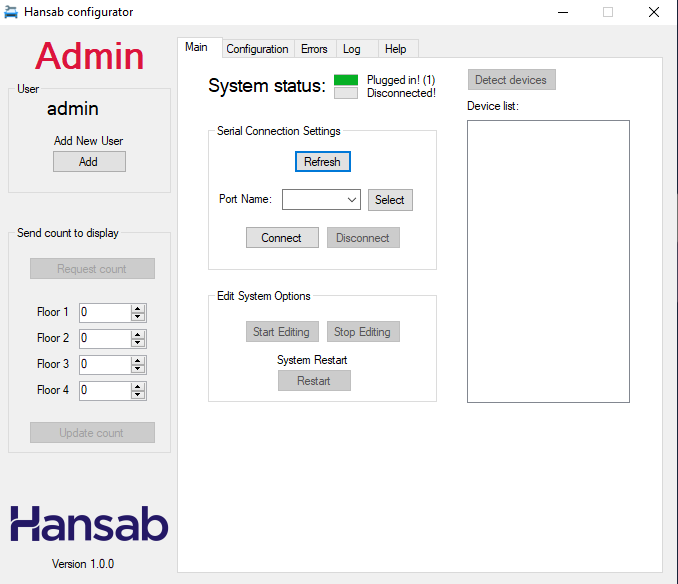 Hansab configurator
Admin
User
admin
Add New User
Add
Send count to display
Request count
Floor 1 0
Floor 2 0
Floor 3 0
Floor 4 0
Update count
Hansab
Version 1.0.0
Main Configuration Errors Log Help
System status: Plugged in! (1)
Disconnected!
Serial Connection Settings
Refresh
Port Name: Select
Connect Disconnect
Edit System Options
Start Editing Stop Editing
System Restart
Restart
Detect devices
Device list: